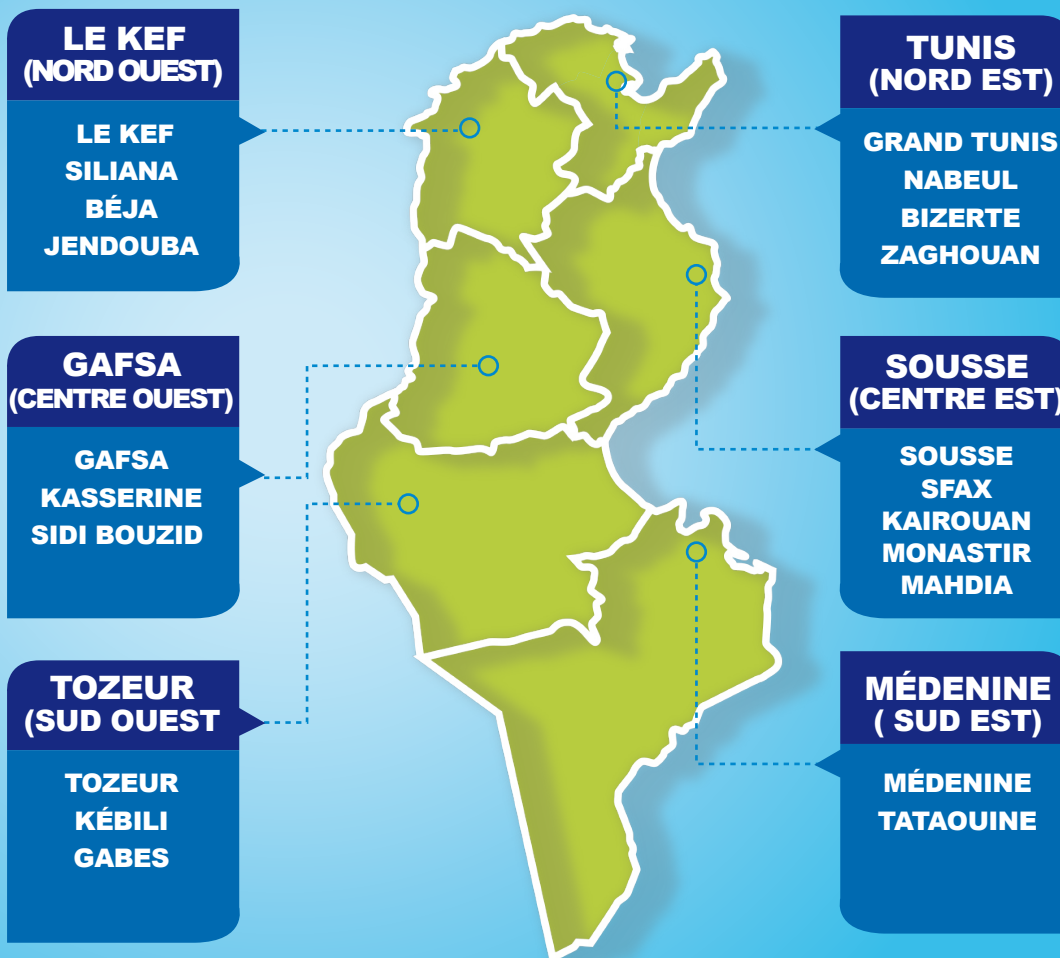 LE KEF
(NORD OUEST)
LE KEF
SILIANA
BÉJA
JENDOUBA
GAFSA
(CENTRE OUEST)
GAFSA
KASSERINE
SIDI BOUZID
TOZEUR
(SUD OUEST
TOZEUR
KÉBILI
GABES
TUNIS
(NORD EST)
GRAND TUNIS
NABEUL
BIZERTE
ZAGHOUAN
SOUSSE
(CENTRE EST)
SOUSSE
SFAX
KAIROUAN
MONASTIR
MAHDIA
MÉDENINE
( SUD EST)
MÉDENINE
TATAOUINE